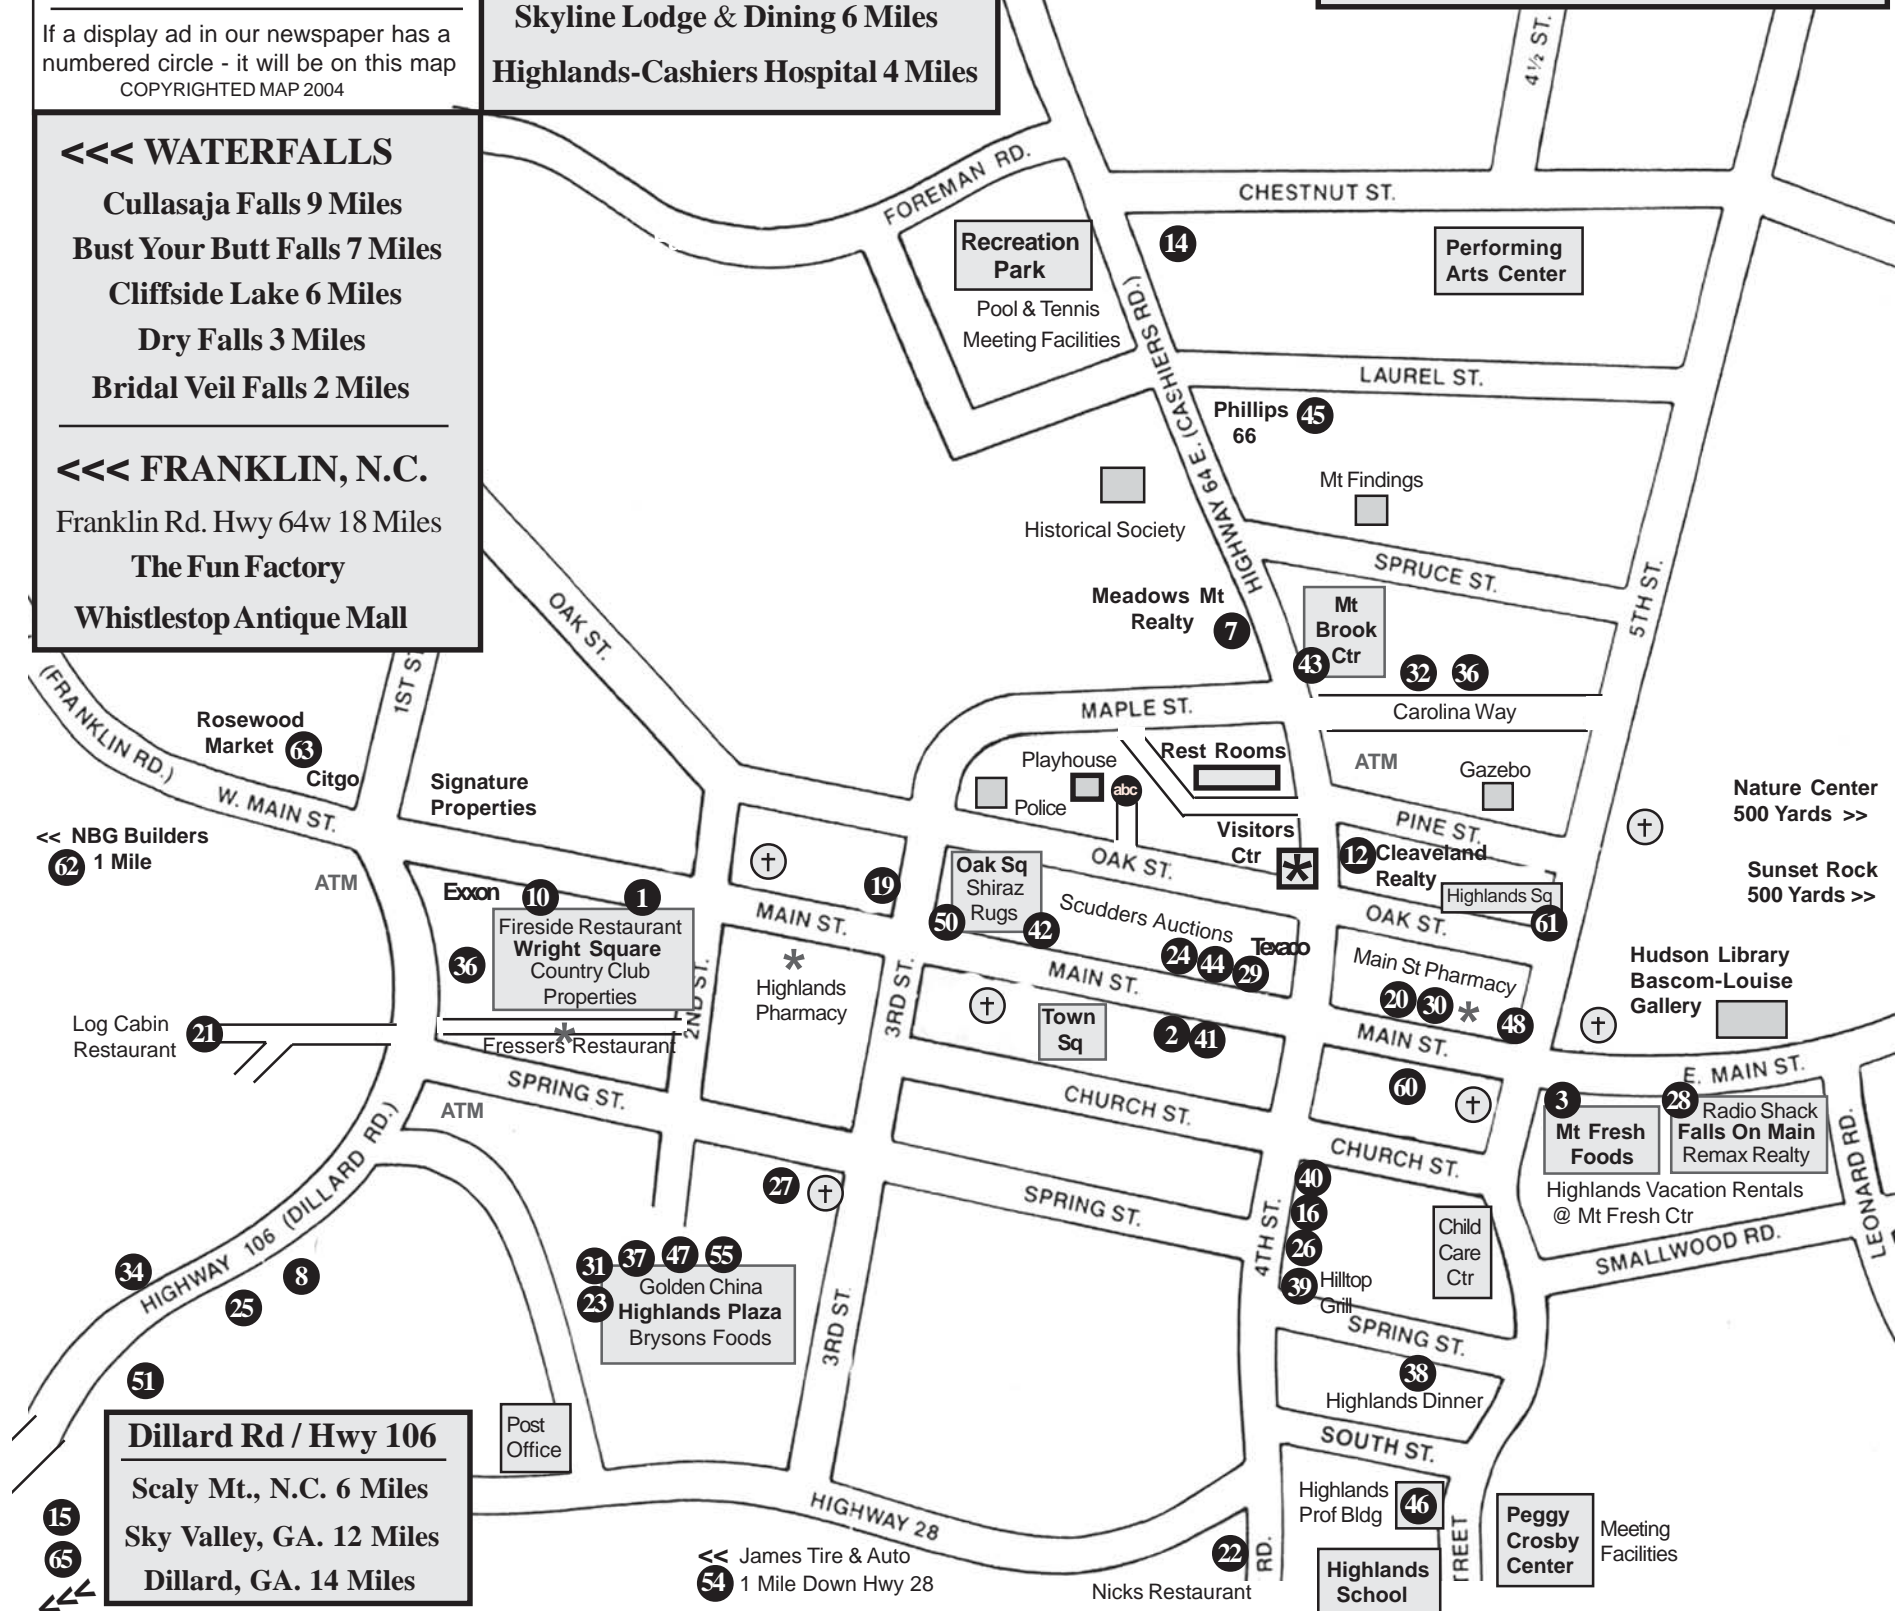 If a display ad in our newspaper has a
numbered circle - it will be on this map
COPYRIGHTED MAP 2004
Skyline Lodge & Dining 6 Miles
Highlands-Cashiers Hospital 4 Miles
<<< WATERFALLS
Cullasaja Falls 9 Miles
Bust Your Butt Falls 7 Miles
Cliffside Lake 6 Miles
Dry Falls 3 Miles
Bridal Veil Falls 2 Miles
<<< FRANKLIN, N.C.
Franklin Rd. Hwy 64w 18 Miles
The Fun Factory
Whistlestop Antique Mall
4½ ST.
FOREMAN RD.
CHESTNUT ST.
Recreation
Park
Pool & Tennis
Meeting Facilities
14
Performing
Arts Center
HIGHWAY 64 E. (CASHIERS RD.)
LAUREL ST.
Phillips
66
45
Mt Findings
Historical Society
SPRUCE ST.
5TH ST.
Meadows Mt
Realty
7
Mt
Brook
Ctr
43
32
36
Carolina Way
OAK ST.
1ST ST
(FRANKLIN RD.)
W. MAIN ST.
Rosewood
Market
63
Citgo
Signature
Properties
<< NBG Builders
62
1 Mile
ATM
MAPLE ST.
Playhouse
abc
Police
Rest Rooms
Visitors
Ctr
*
ATM
Gazebo
PINE ST.
12
Cleaveland
Realty
Highlands Sq
61
OAK ST.
Nature Center
500 Yards >>
Sunset Rock
500 Yards >>
Hudson Library
Bascom-Louise
Gallery
Exxon
10
1
Fireside Restaurant
Wright Square
Country Club
Properties
36
*
Fressers Restaurant
2ND ST.
MAIN ST.
19
*
Highlands
Pharmacy
3RD ST.
Oak Sq
Shiraz
Rugs
50
42
OAK ST.
Scudders Auctions
24
44
29
Texaco
MAIN ST.
Town
Sq
2
41
Main St Pharmacy
20
30
*
48
MAIN ST.
60
E. MAIN ST.
3
Mt Fresh
Foods
28
Radio Shack
Falls On Main
Remax Realty
Highlands Vacation Rentals
@ Mt Fresh Ctr
LEONARD RD.
SMALLWOOD RD.
Log Cabin
Restaurant
21
SPRING ST.
ATM
CHURCH ST.
CHURCH ST.
SPRING ST.
4TH ST.
40
16
26
39
Hilltop
Grill
Child
Care
Ctr
SPRING ST.
38
Highlands Dinner
SOUTH ST.
27
HIGHWAY 106 (DILLARD RD.)
34
8
25
51
31
37
47
55
23
Golden China
Highlands Plaza
Brysons Foods
3RD ST.
Post
Office
Dillard Rd / Hwy 106
Scaly Mt., N.C. 6 Miles
Sky Valley, GA. 12 Miles
Dillard, GA. 14 Miles
15
65
<<<
HIGHWAY 28
<< James Tire & Auto
54
1 Mile Down Hwy 28
22
Nicks Restaurant
RD.
Highlands
Prof Bldg
46
Highlands
School
TREET
Peggy
Crosby
Center
Meeting
Facilities